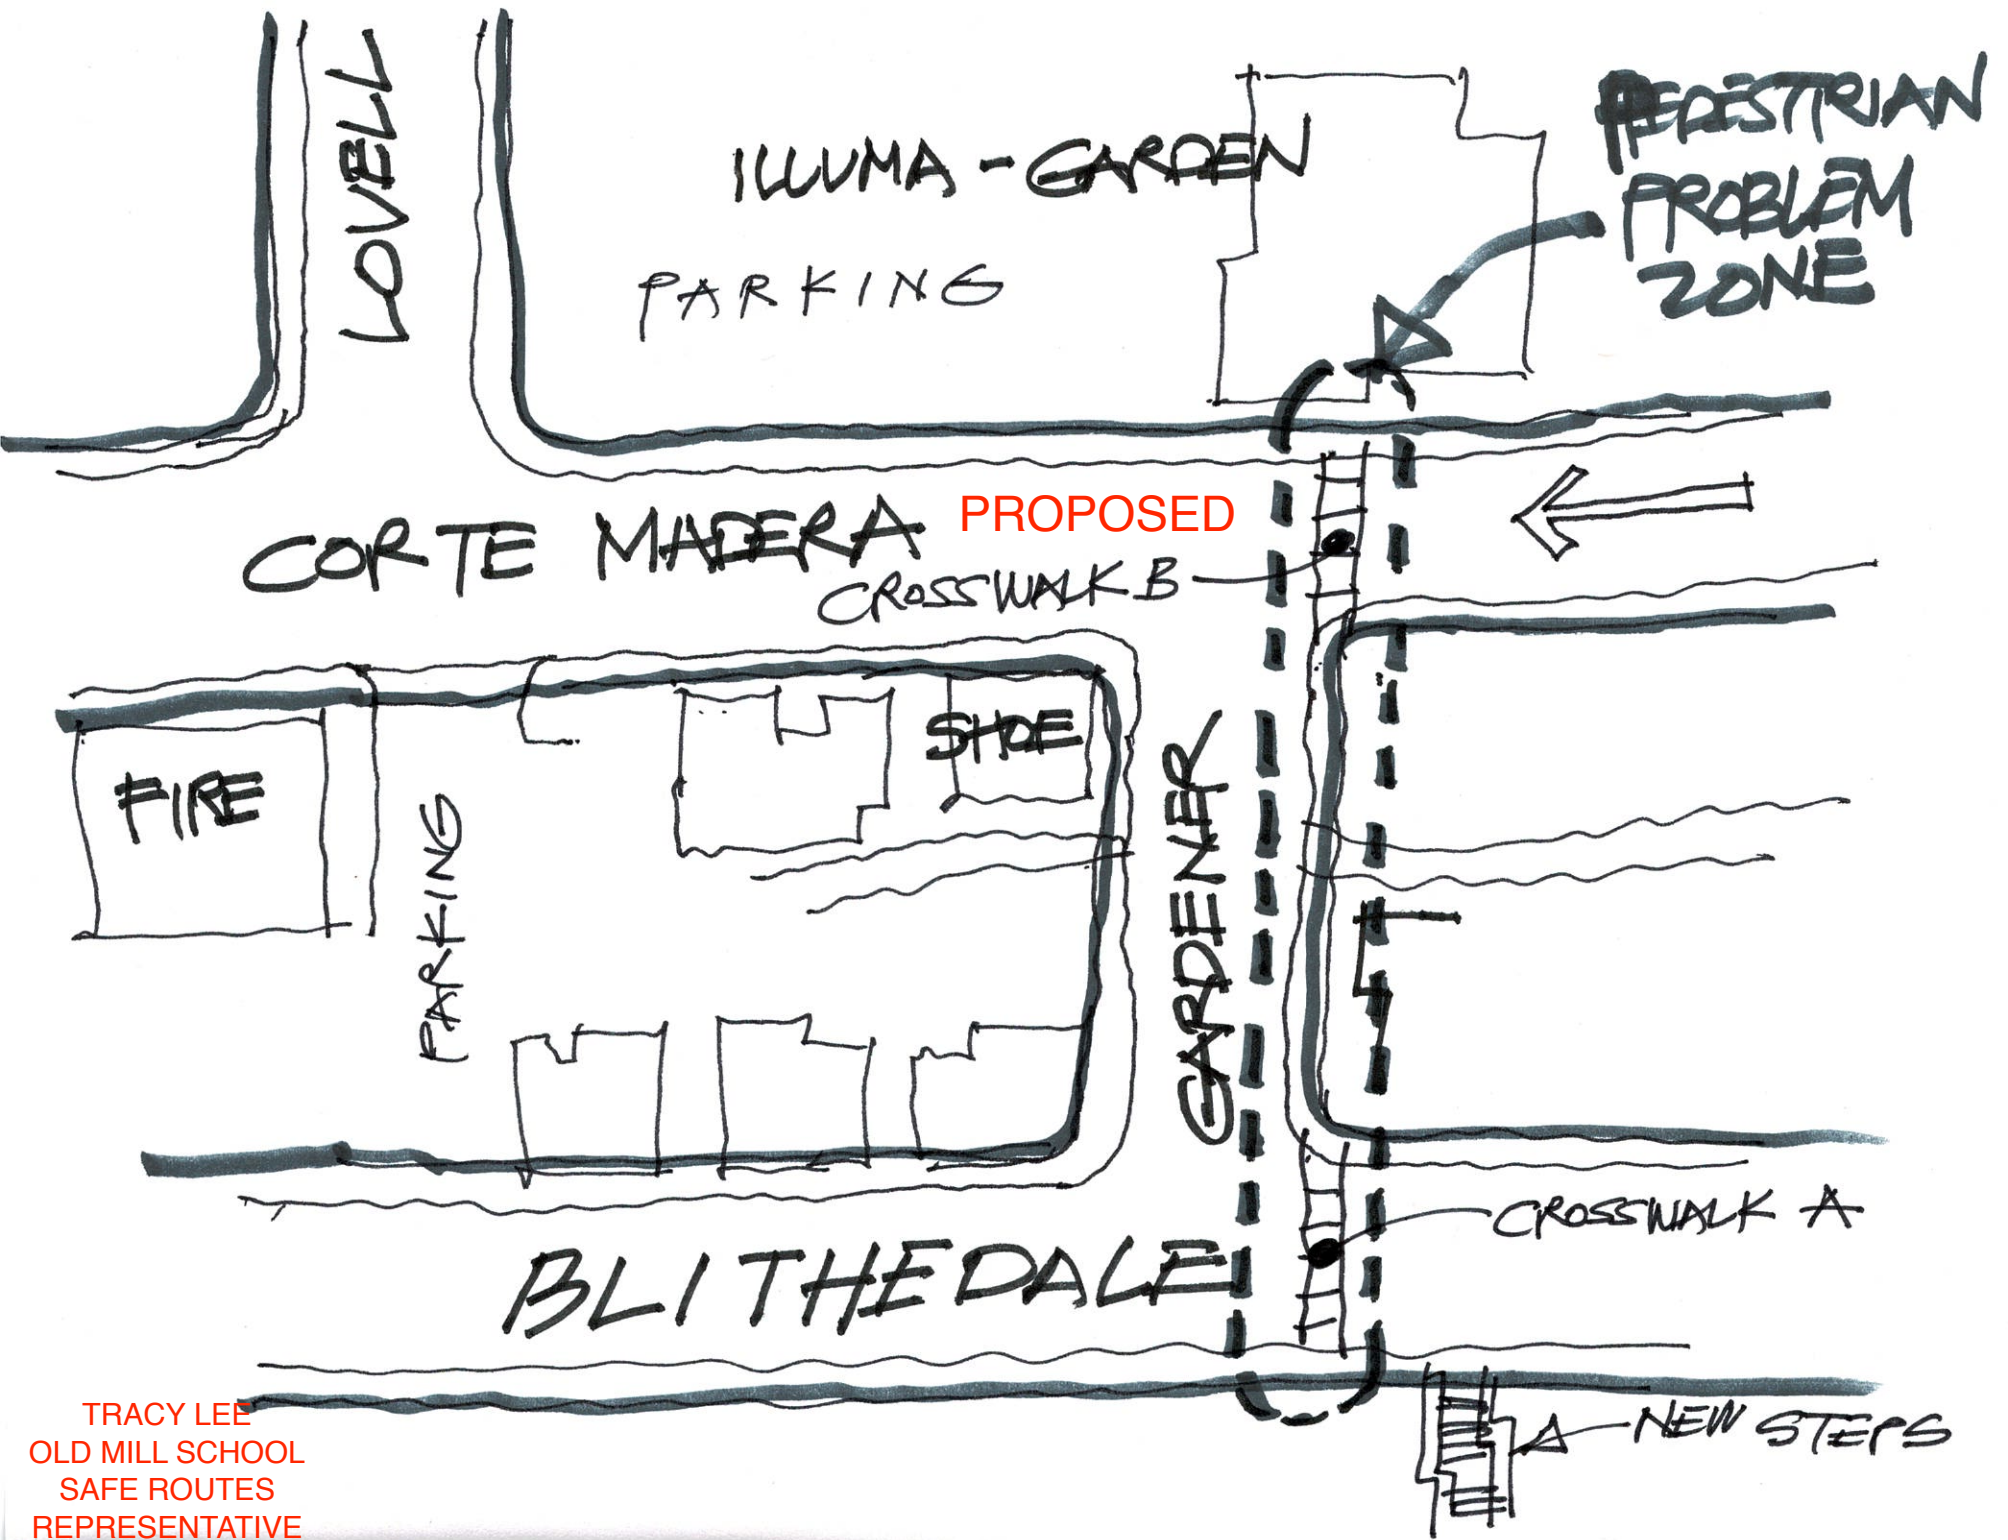 LOVELL
ILLUMA - GARDEN
PARKING
PEDESTRIAN
PROBLEM
ZONE
CORTE MADERA
PROPOSED
CROSSWALK B
FIRE
SHOE
PARKING
GARDENER
CROSSWALK A
BLITHEDALE
NEW STEPS
TRACY LEE
OLD MILL SCHOOL
SAFE ROUTES
REPRESENTATIVE